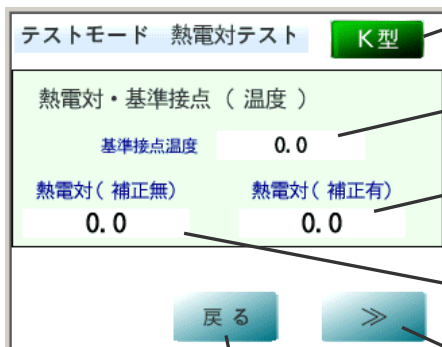 テストモード 熱電対テスト K型
熱電対・基準接点 ( 温度 )
基準接点温度 0.0
熱電対( 補正無) 熱電対( 補正有)
0.0 0.0
戻る ≫